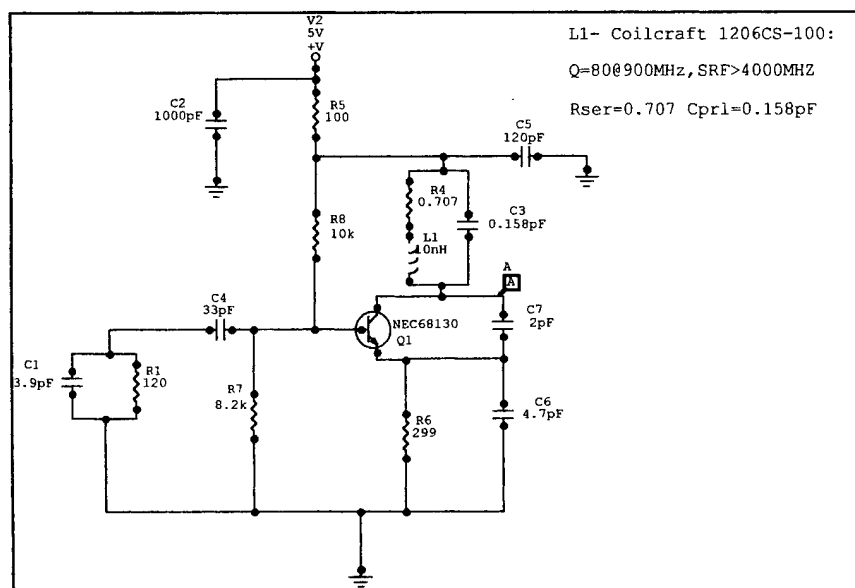 V2
5V
+V
L1- Coilcraft 1206CS-100:
Q=80@900MHz,SRF>4000MHZ
Rser=0.707 Cprl=0.158pF
C2
1000pF
R5
100
C5
120pF
R4
0.707
C3
0.158pF
R8
10k
L1
10nH
A
A
C4
33pF
NEC68130
Q1
C7
2pF
C1
3.9pF
R1
120
R7
8.2k
R6
299
C6
4.7pF